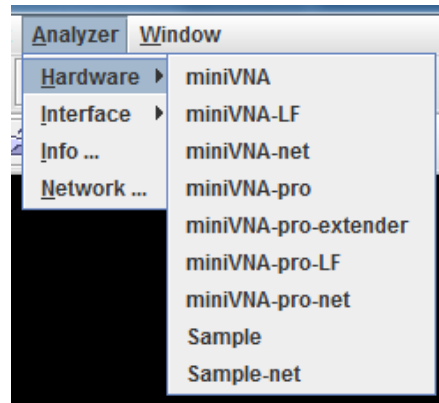 Analyzer Window
Hardware
Interface
Info ...
Network ...
miniVNA
miniVNA-LF
miniVNA-net
miniVNA-pro
miniVNA-pro-extender
miniVNA-pro-LF
miniVNA-pro-net
Sample
Sample-net